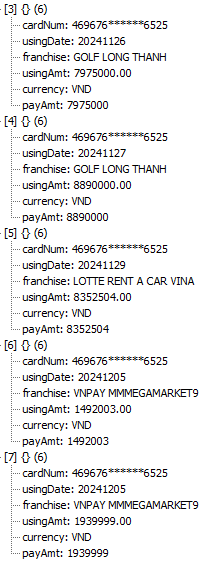 [3] {} (6)
cardNum: 469676******6525
usingDate: 20241126
franchise: GOLF LONG THANH
usingAmt: 7975000.00
currency: VND
payAmt: 7975000
[4] {} (6)
cardNum: 469676******6525
usingDate: 20241127
franchise: GOLF LONG THANH
usingAmt: 8890000.00
currency: VND
payAmt: 8890000
[5] {} (6)
cardNum: 469676******6525
usingDate: 20241129
franchise: LOTTE RENT A CAR VINA
usingAmt: 8352504.00
currency: VND
payAmt: 8352504
[6] {} (6)
cardNum: 469676******6525
usingDate: 20241205
franchise: VNPAY MMMEGAMARKET9
usingAmt: 1492003.00
currency: VND
payAmt: 1492003
[7] {} (6)
cardNum: 469676******6525
usingDate: 20241205
franchise: VNPAY MMMEGAMARKET9
usingAmt: 1939999.00
currency: VND
payAmt: 1939999